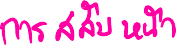 การ สลับ หน้า